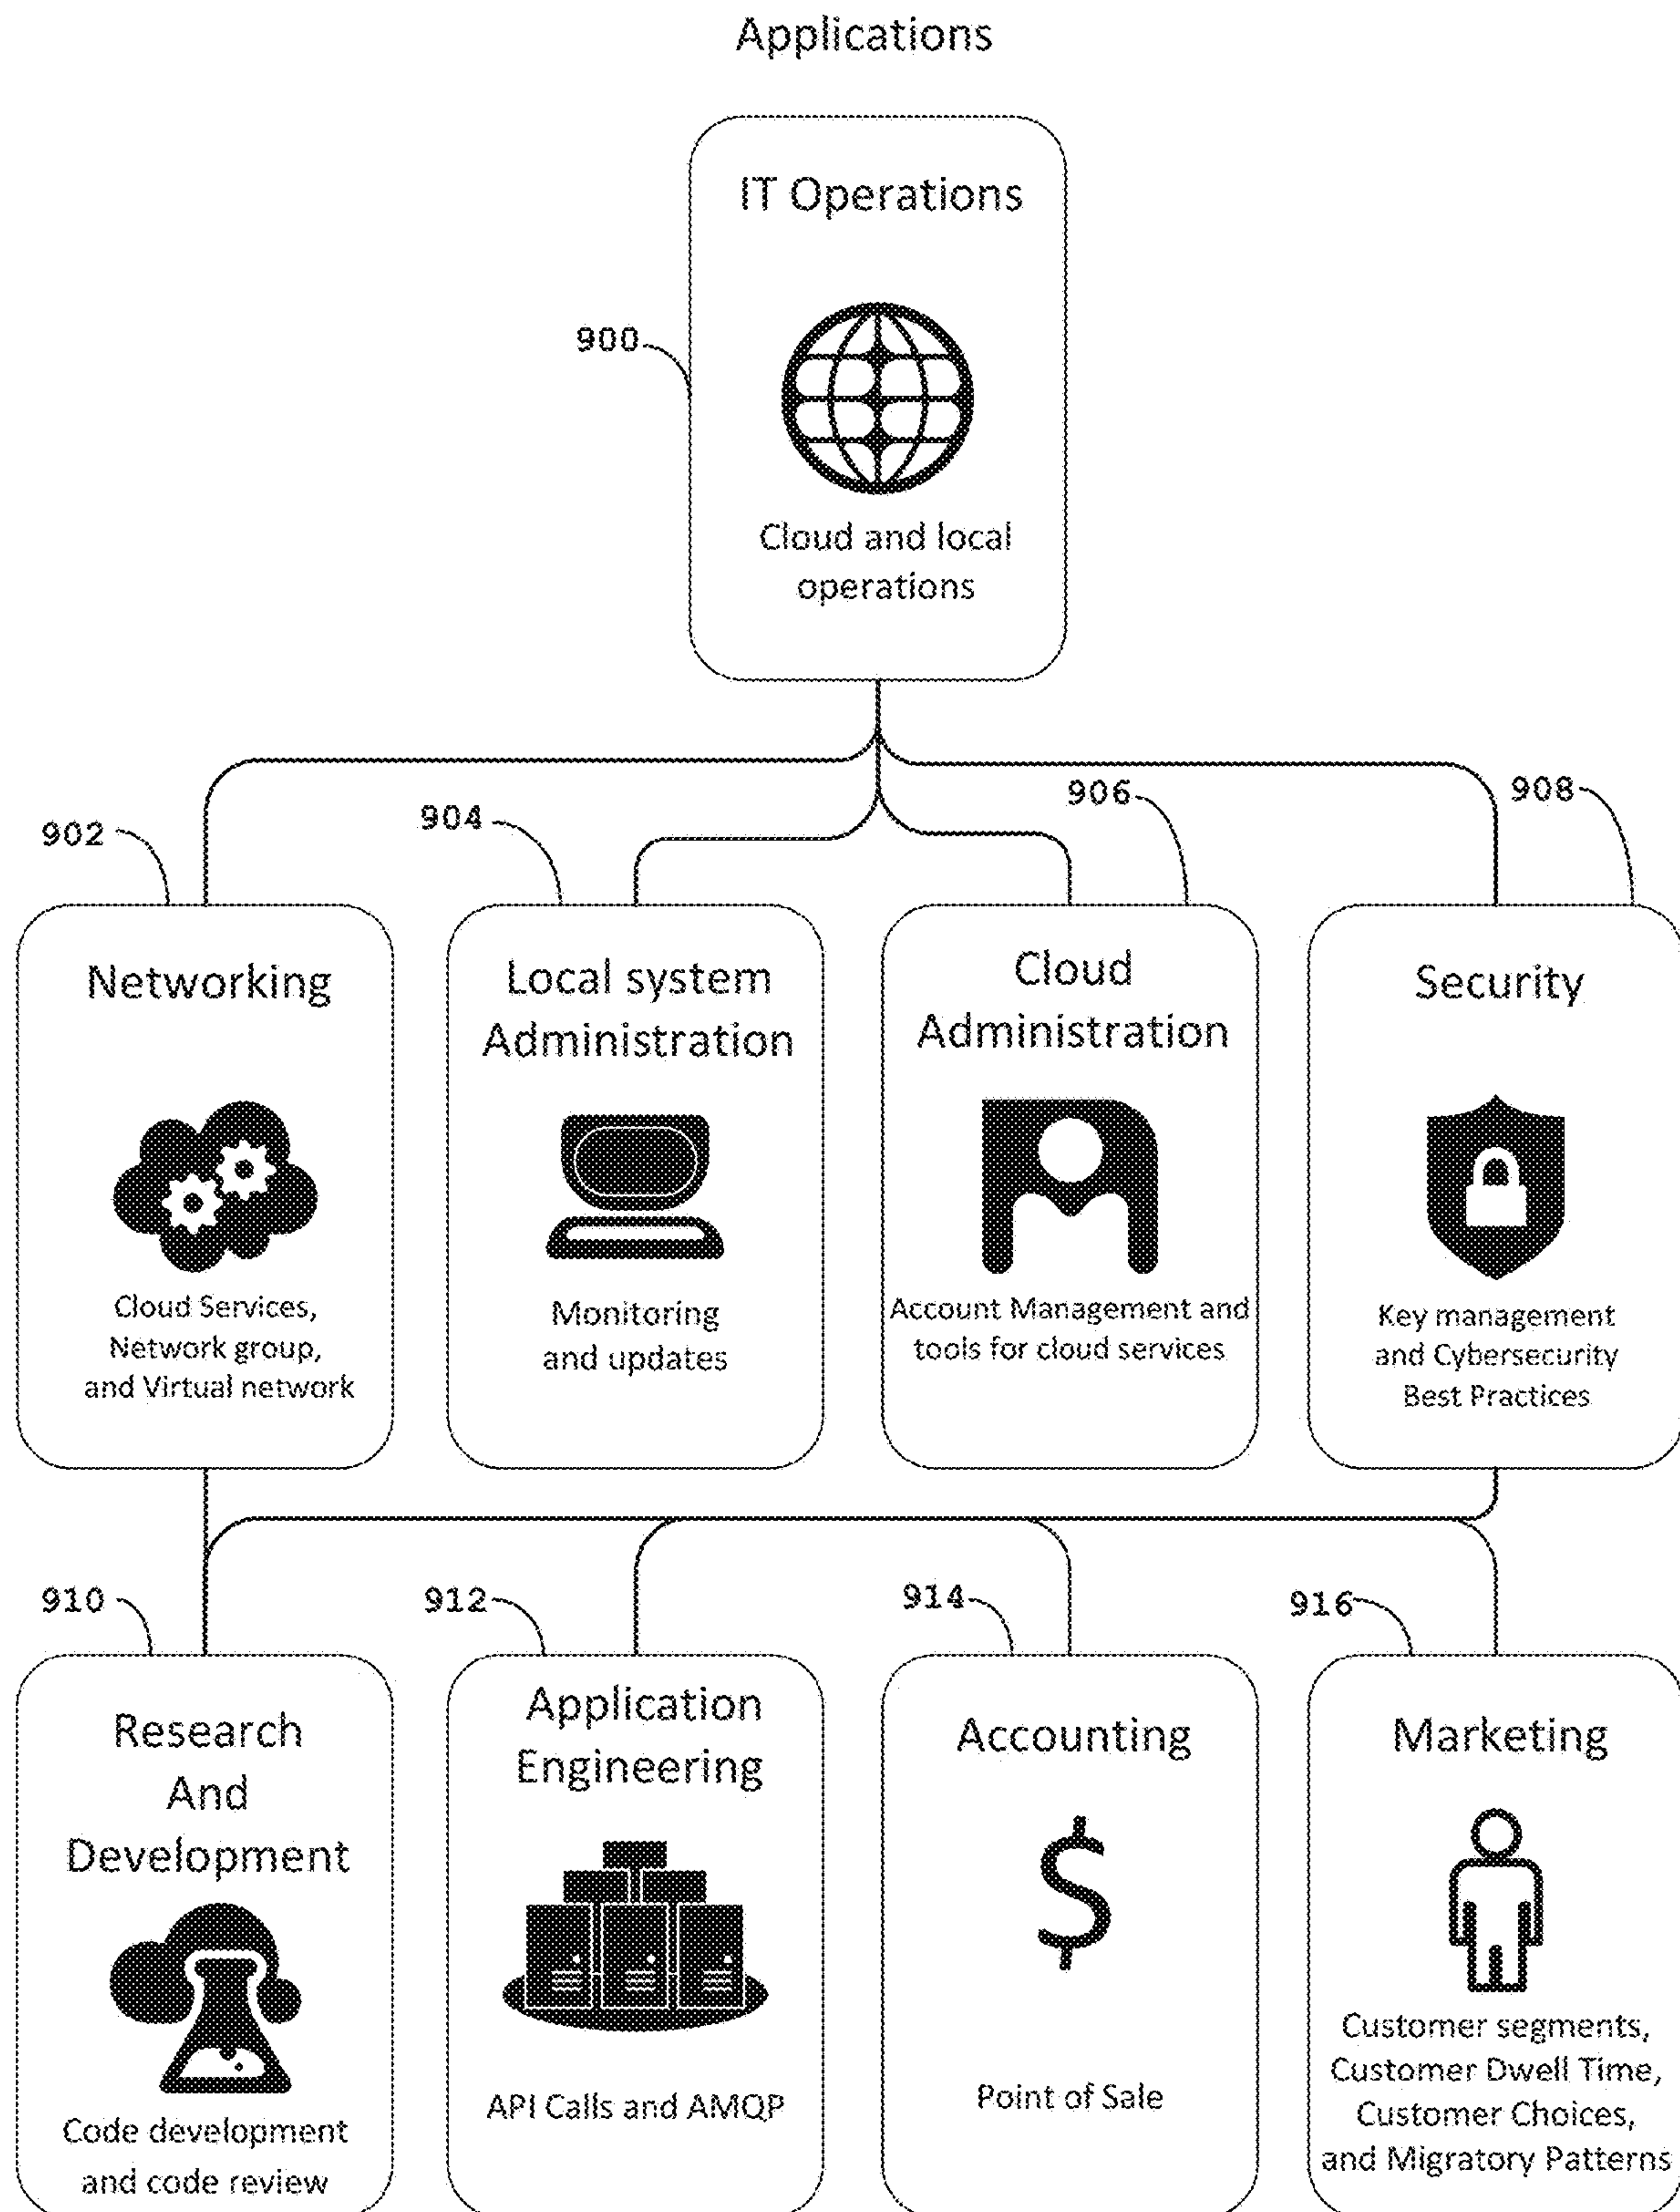 Applications
IT Operations
900
Cloud and local
operations
902
904
906
908
Networking
Cloud Services,
Network group,
and Virtual network
Local system
Administration
Monitoring
and updates
Cloud
Administration
Account Management and
tools for cloud services
Security
Key management
and Cybersecurity
Best Practices
910
912
914
916
Research
And
Development
Code development
and code review
Application
Engineering
API Calls and AMQP
Accounting
$
Point of Sale
Marketing
Customer segments,
Customer Dwell Time,
Customer Choices,
and Migratory Patterns